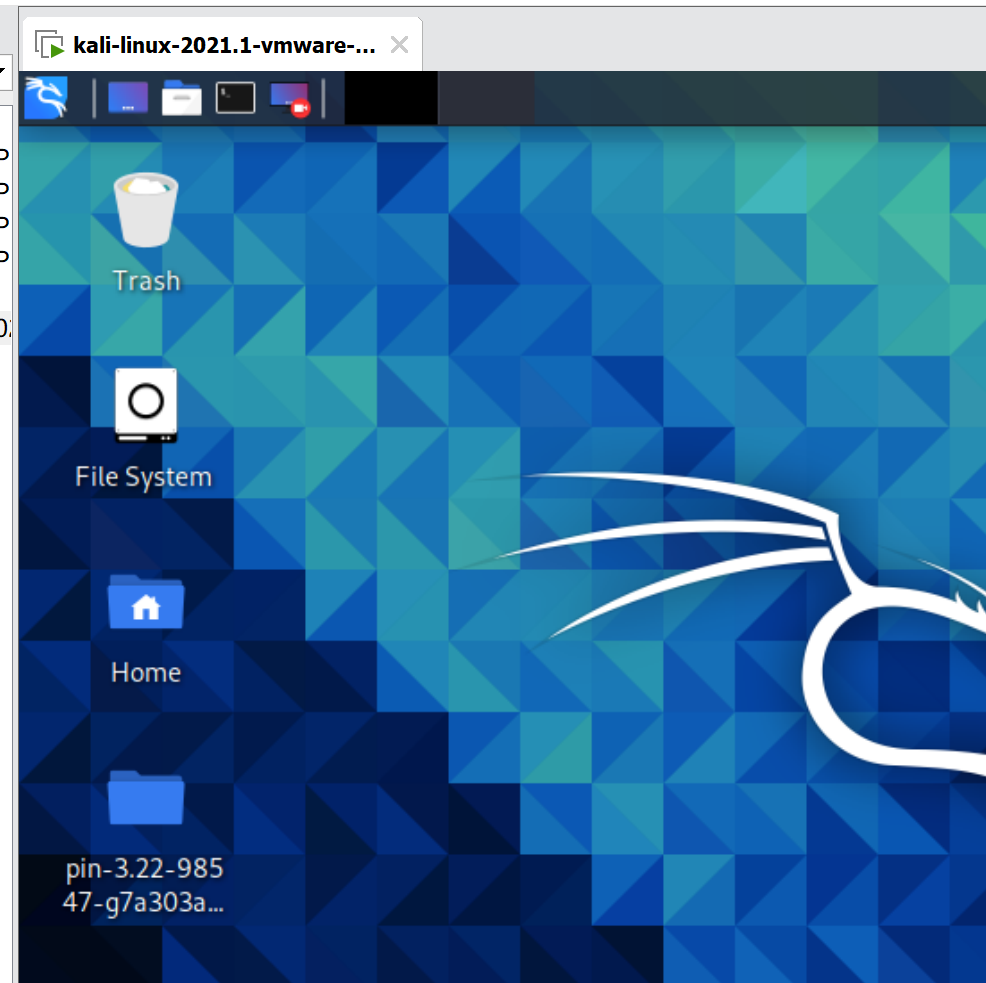 kali-linux-2021.1-vmware-...
Trash
File System
Home
pin-3.22-985
47-g7a303a...